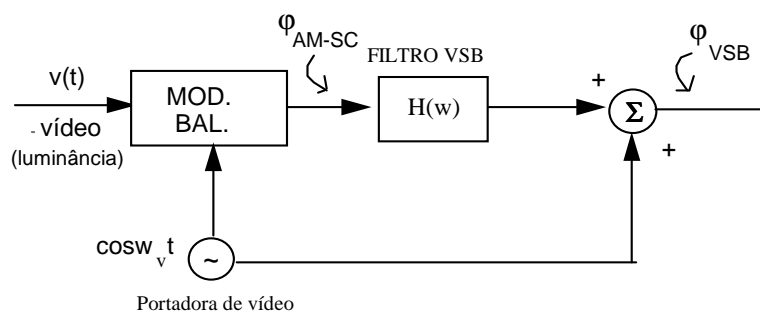 φ AM-SC
FILTRO VSB
φ VSB
v(t)
- vídeo
(luminância)
MOD.
BAL.
H(w)
+
Σ
+
cosw v t
~
Portadora de vídeo